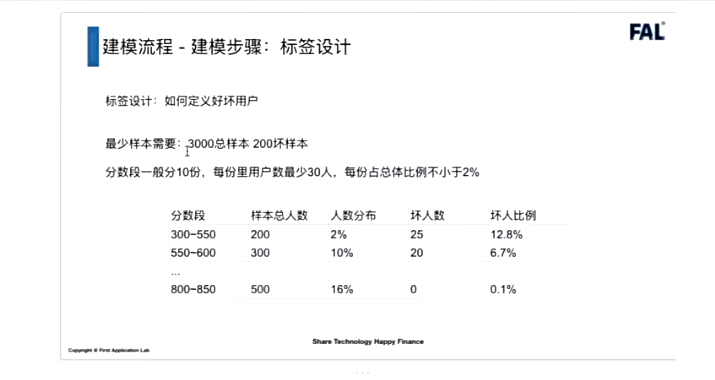 FAL
建模流程 - 建模步骤：标签设计
标签设计：如何定义好坏用户
最少样本需要：3000总样本 200坏样本
分数段一般分10份，每份里用户数最少30人，每份占总体比例不小于2%
分数段 样本总人数 人数分布 坏人数 坏人比例
300~550 200 2% 25 12.8%
550~600 300 10% 20 6.7%
...
800~850 500 16% 0 0.1%
Share Technology Happy Finance
Copyright @ First Application Lab